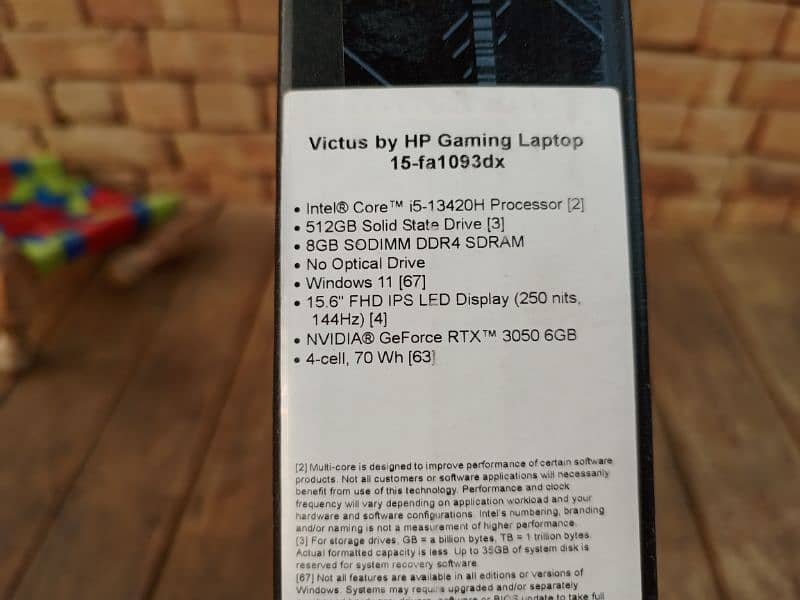 Victus by HP Gaming Laptop
15-fa1093dx
• Intel® Core™ i5-13420H Processor [2]
• 512GB Solid State Drive [3]
• 8GB SODIMM DDR4 SDRAM
• No Optical Drive
• Windows 11 [67]
• 15.6" FHD IPS LED Display (250 nits,
144Hz) [4]
• NVIDIA® GeForce RTX™ 3050 6GB
• 4-cell, 70 Wh [63]
[2] Multi-core is designed to improve performance of certain software
products. Not all customers or software applications will necessarily
benefit from use of this technology. Performance and clock
frequency will vary depending on application workload and your
hardware and software configurations. Intel's numbering, branding
and/or naming is not a measurement of higher performance.
[3] For storage drives, GB = a billion bytes, TB = 1 trillion bytes.
Actual formatted capacity is less. Up to 35GB of system disk is
reserved for system recovery software.
[67] Not all features are available in all editions or versions of
Windows. Systems may require upgraded and/or separately
software or BIOS update to take full